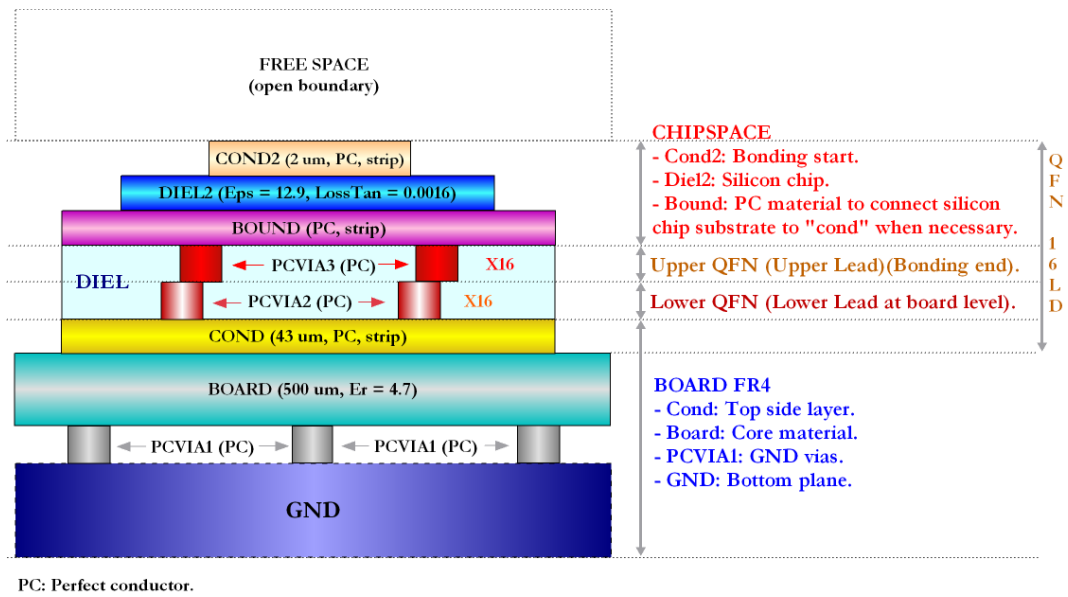 FREE SPACE
(open boundary)
COND2 (2 um, PC, strip)
DIEL2 (Eps = 12.9, LossTan = 0.0016)
BOUND (PC, strip)
DIEL
PCVIA3 (PC)
X16
PCVIA2 (PC)
X16
COND (43 um, PC, strip)
BOARD (500 um, Er = 4.7)
PCVIA1 (PC)
PCVIA1 (PC)
GND
PC: Perfect conductor.
CHIPSPACE
- Cond2: Bonding start.
- Diel2: Silicon chip.
- Bound: PC material to connect silicon
chip substrate to "cond" when necessary.
Upper QFN (Upper Lead)(Bonding end).
Lower QFN (Lower Lead at board level).
BOARD FR4
- Cond: Top side layer.
- Board: Core material.
- PCVIA1: GND vias.
- GND: Bottom plane.
QFN 16LD